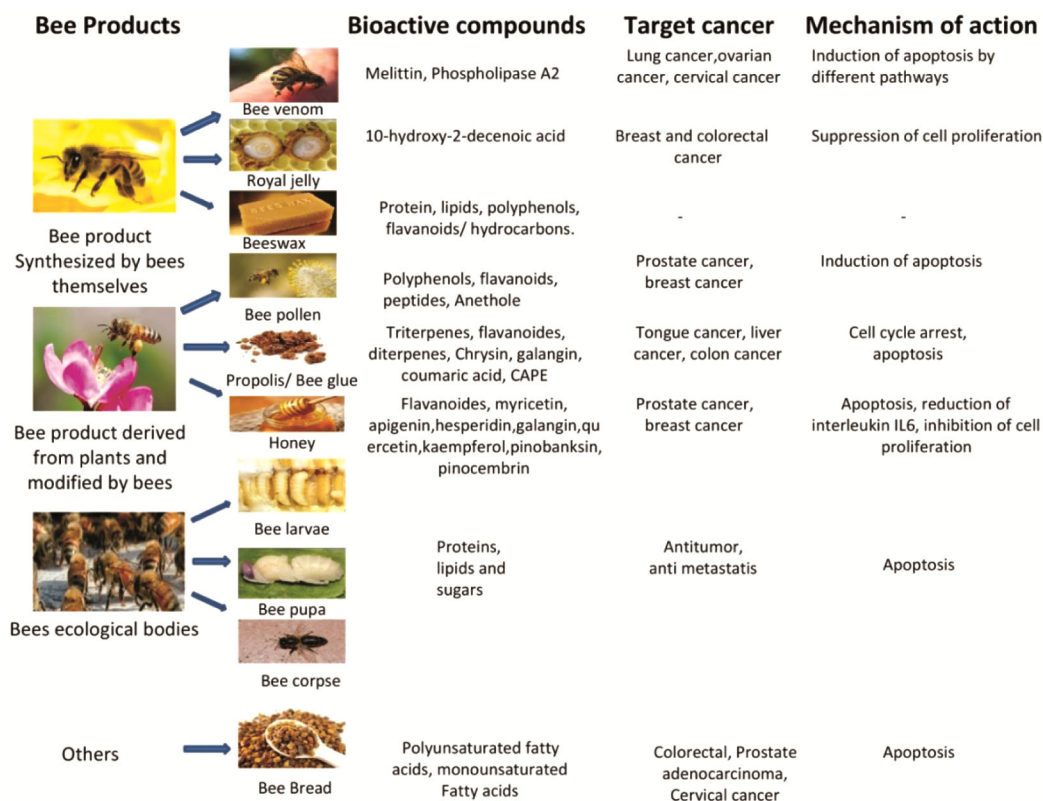 Bee Products
Bioactive compounds
Target cancer
Mechanism of action
Bee venom
Melittin, Phospholipase A2
Lung cancer,ovarian
cancer, cervical cancer
Induction of apoptosis by
different pathways
Royal jelly
10-hydroxy-2-decenoic acid
Breast and colorectal
cancer
Suppression of cell proliferation
BEES WAX
Beeswax
Protein, lipids, polyphenols,
flavanoids/ hydrocarbons.
-
-
Bee product
Synthesized by bees
themselves
Bee pollen
Polyphenols, flavanoids,
peptides, Anethole
Prostate cancer,
breast cancer
Induction of apoptosis
Propolis/ Bee glue
Triterpenes, flavanoides,
diterpenes, Chrysin, galangin,
coumaric acid, CAPE
Tongue cancer, liver
cancer, colon cancer
Cell cycle arrest,
apoptosis
Honey
Flavanoides, myricetin,
apigenin,hesperidin,galangin,qu
ercetin,kaempferol,pinobanksin,
pinocembrin
Prostate cancer,
breast cancer
Apoptosis, reduction of
interleukin IL6, inhibition of cell
proliferation
Bee product derived
from plants and
modified by bees
Bee larvae
Bee pupa
Proteins,
lipids and
sugars
Antitumor,
anti metastatis
Apoptosis
Bees ecological bodies
Bee corpse
Others
Bee Bread
Polyunsaturated fatty
acids, monounsaturated
Fatty acids
Colorectal, Prostate
adenocarcinoma,
Cervical cancer
Apoptosis